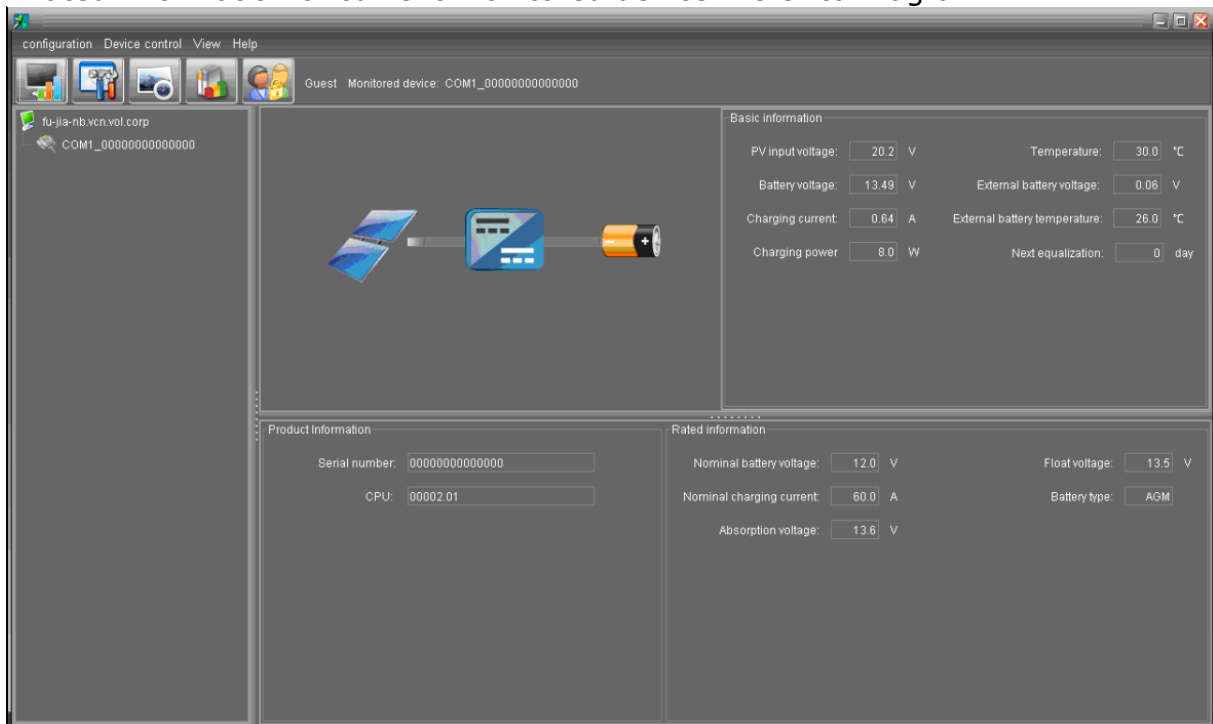 configuration Device control View Help
Guest Monitored device: COM1_00000000000000
fu-jia-nb.vcn.vol.corp
COM1_00000000000000
Basic information
PV input voltage: 20.2 V Temperature: 30.0 °C
Battery voltage: 13.49 V External battery voltage: 0.06 V
Charging current: 0.64 A External battery temperature: 26.0 °C
Charging power 8.0 W Next equalization: 0 day
Product Information
Serial number: 00000000000000
CPU: 00002.01
Rated information
Nominal battery voltage: 12.0 V Float voltage: 13.5 V
Nominal charging current: 60.0 A Battery type: AGM
Absorption voltage: 13.6 V